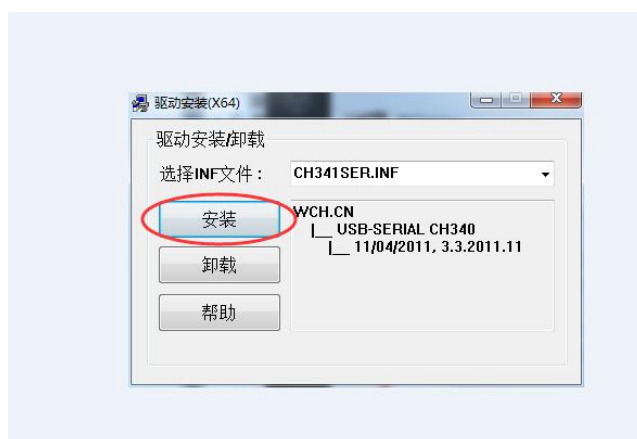 驱动安装(X64)
驱动安装/卸载
选择INF文件： CH341SER.INF
安装
WCH.CN
|__ USB-SERIAL CH340
|__ 11/04/2011, 3.3.2011.11
卸载
帮助